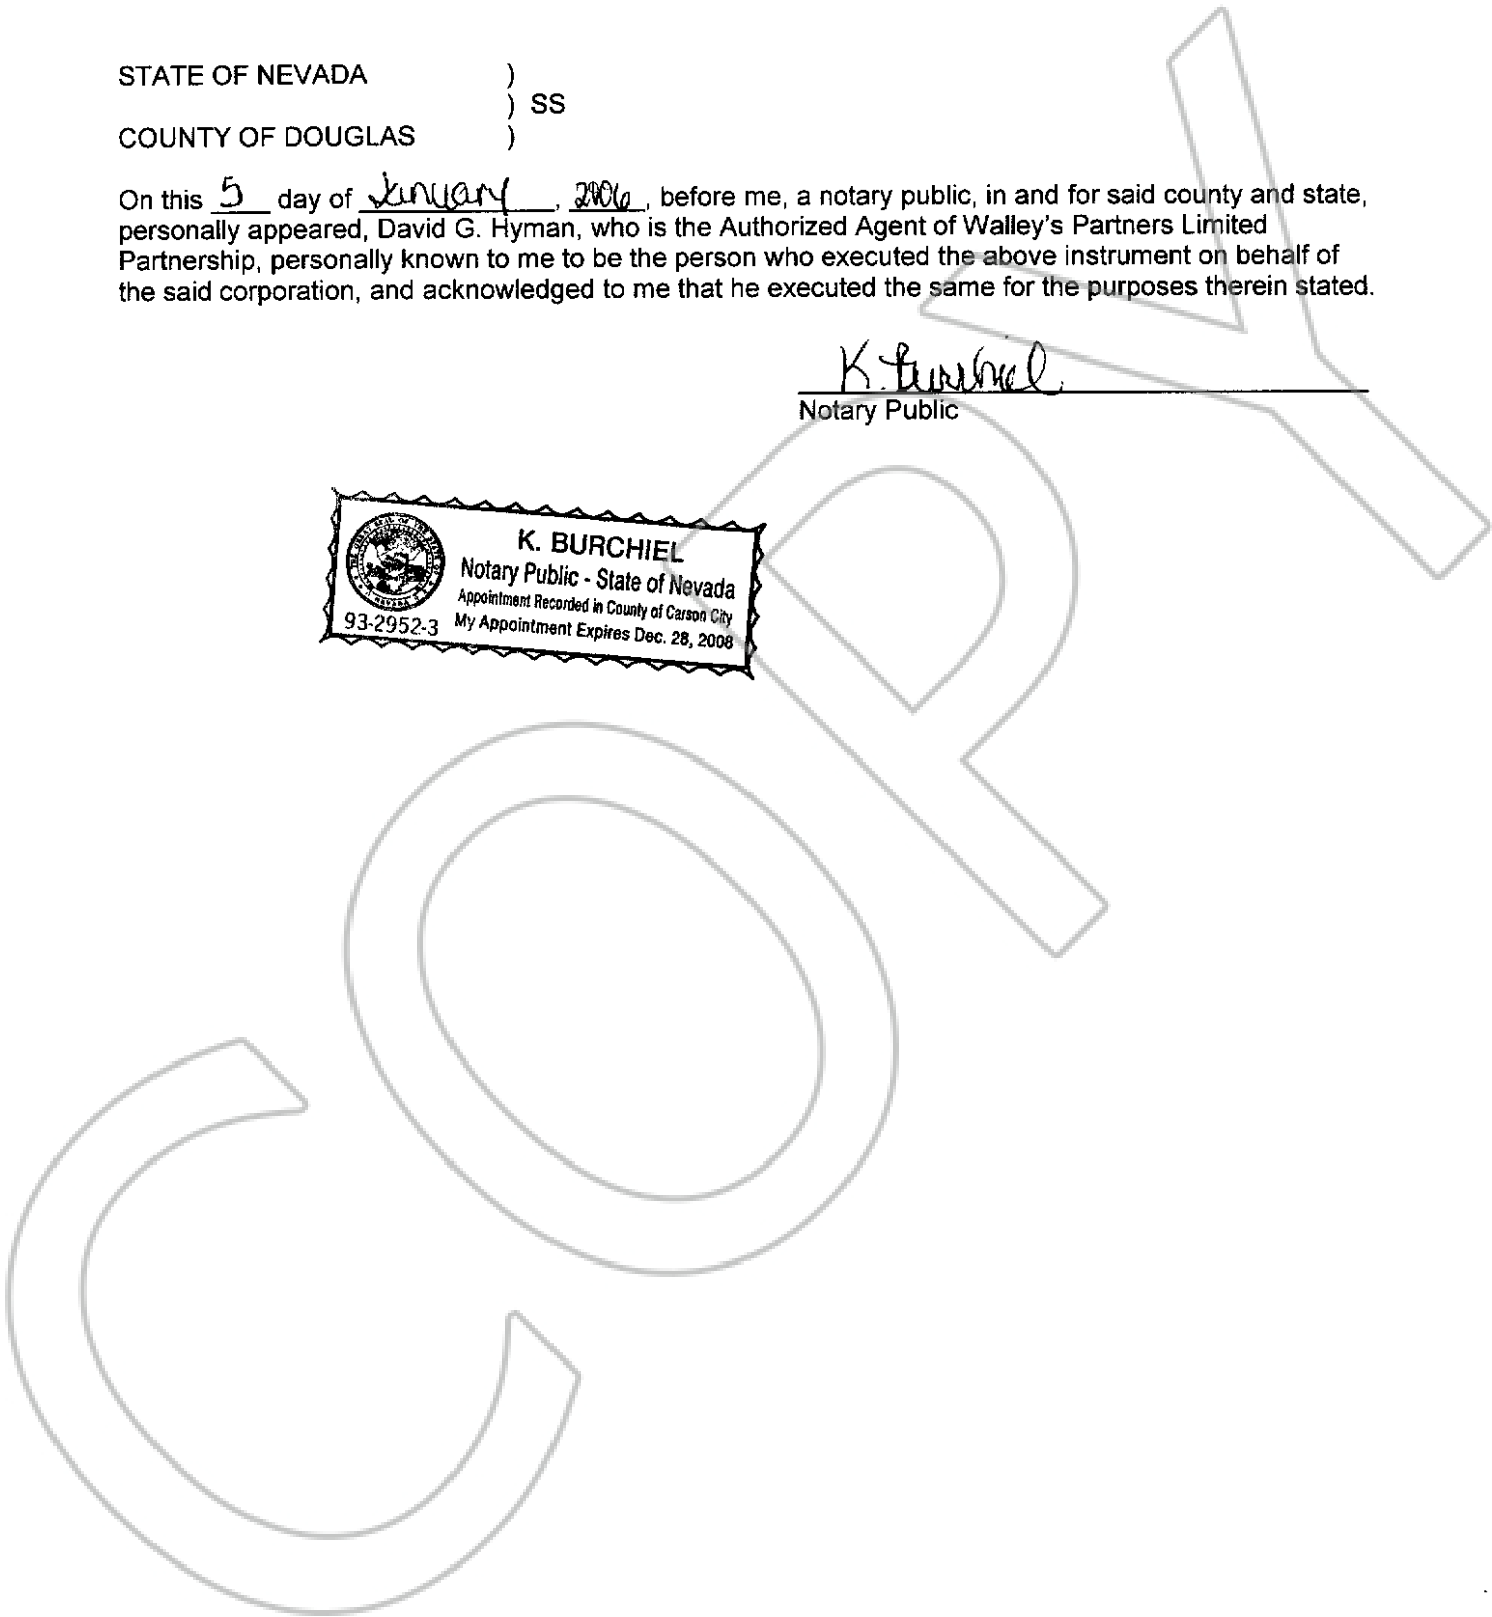 STATE OF NEVADA )
) SS
COUNTY OF DOUGLAS )
On this 5 day of January, 2006, before me, a notary public, in and for said county and state,
personally appeared, David G. Hyman, who is the Authorized Agent of Walley's Partners Limited
Partnership, personally known to me to be the person who executed the above instrument on behalf of
the said corporation, and acknowledged to me that he executed the same for the purposes therein stated.
K. Burchiel
Notary Public
K. BURCHIEL
Notary Public - State of Nevada
Appointment Recorded in County of Carson City
93-2952-3 My Appointment Expires Dec. 28, 2008
COPY